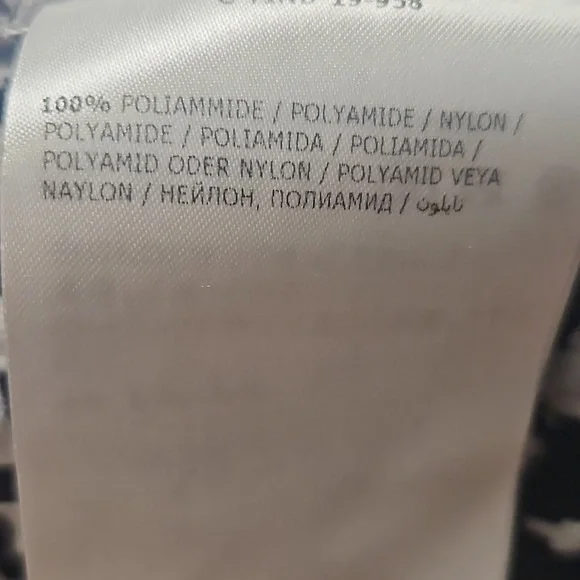 100% POLIAMMIDE / POLYAMIDE / NYLON /
POLYAMIDE / POLIAMIDA / POLIAMIDA /
POLYAMID ODER NYLON / POLYAMID VEYA
NAYLON / НЕЙЛОН, ПОЛИАМИД / نايلون